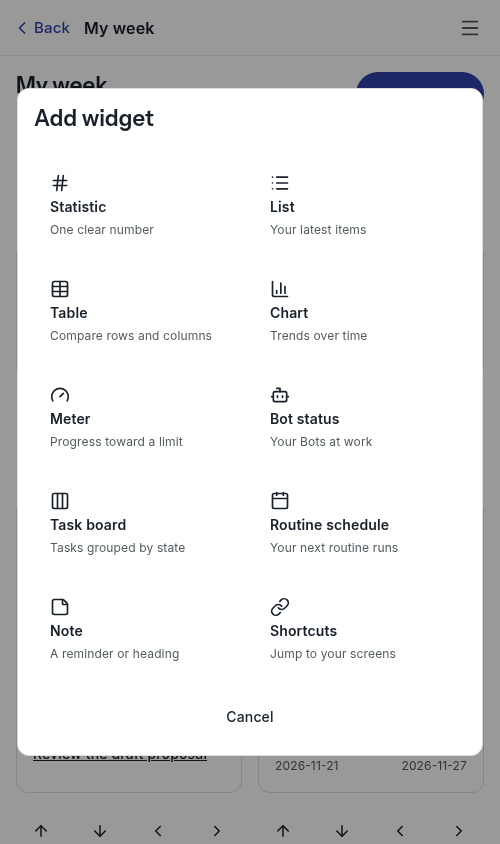 Back
My week
My week
Add widget
Statistic
One clear number
List
Your latest items
Table
Compare rows and columns
Chart
Trends over time
Meter
Progress toward a limit
Bot status
Your Bots at work
Task board
Tasks grouped by state
Routine schedule
Your next routine runs
Note
A reminder or heading
Shortcuts
Jump to your screens
Cancel
Review the draft proposal
2026-11-21
2026-11-27